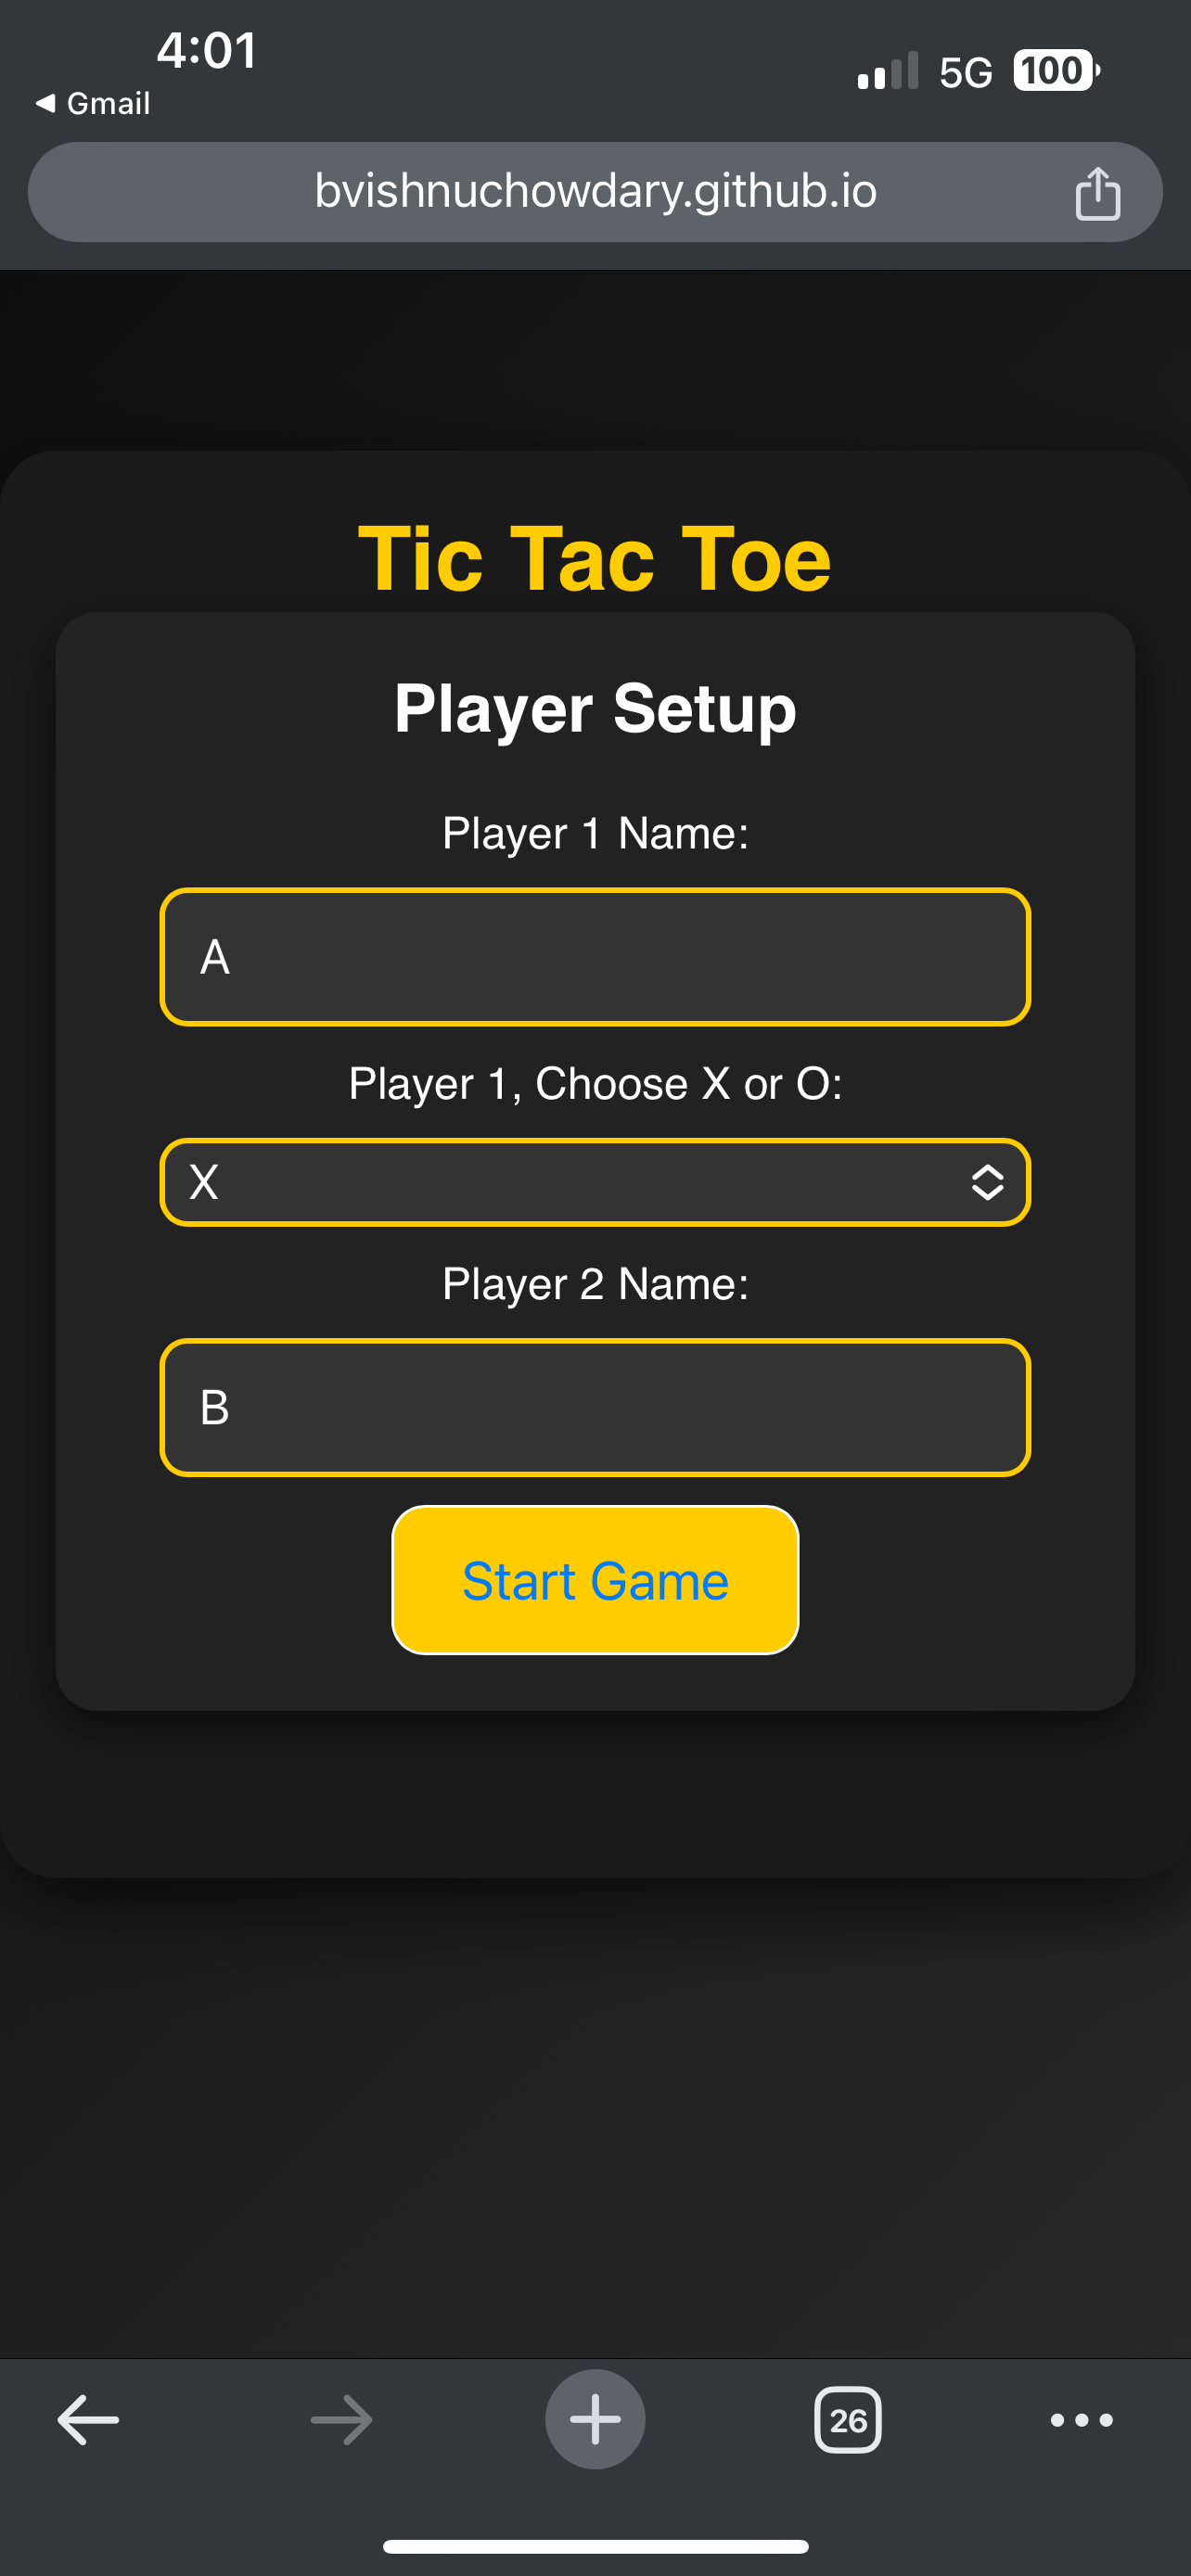 4:01
5G
100
Gmail
bvishnuchowdary.github.io
Tic Tac Toe
Player Setup
Player 1 Name:
A
Player 1, Choose X or O:
X
Player 2 Name:
B
Start Game
26